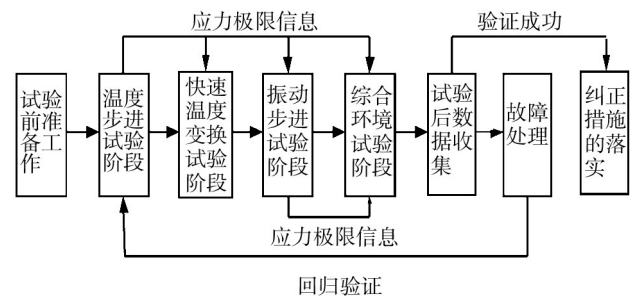 应力极限信息
验证成功
试验
前准
备工
作
温度
步进
试验
阶段
快速
温度
变换
试验
阶段
振动
步进
试验
阶段
综合
环境
试验
阶段
试验
后数
据收
集
故障
处理
纠正
措施
的落
实
应力极限信息
回归验证